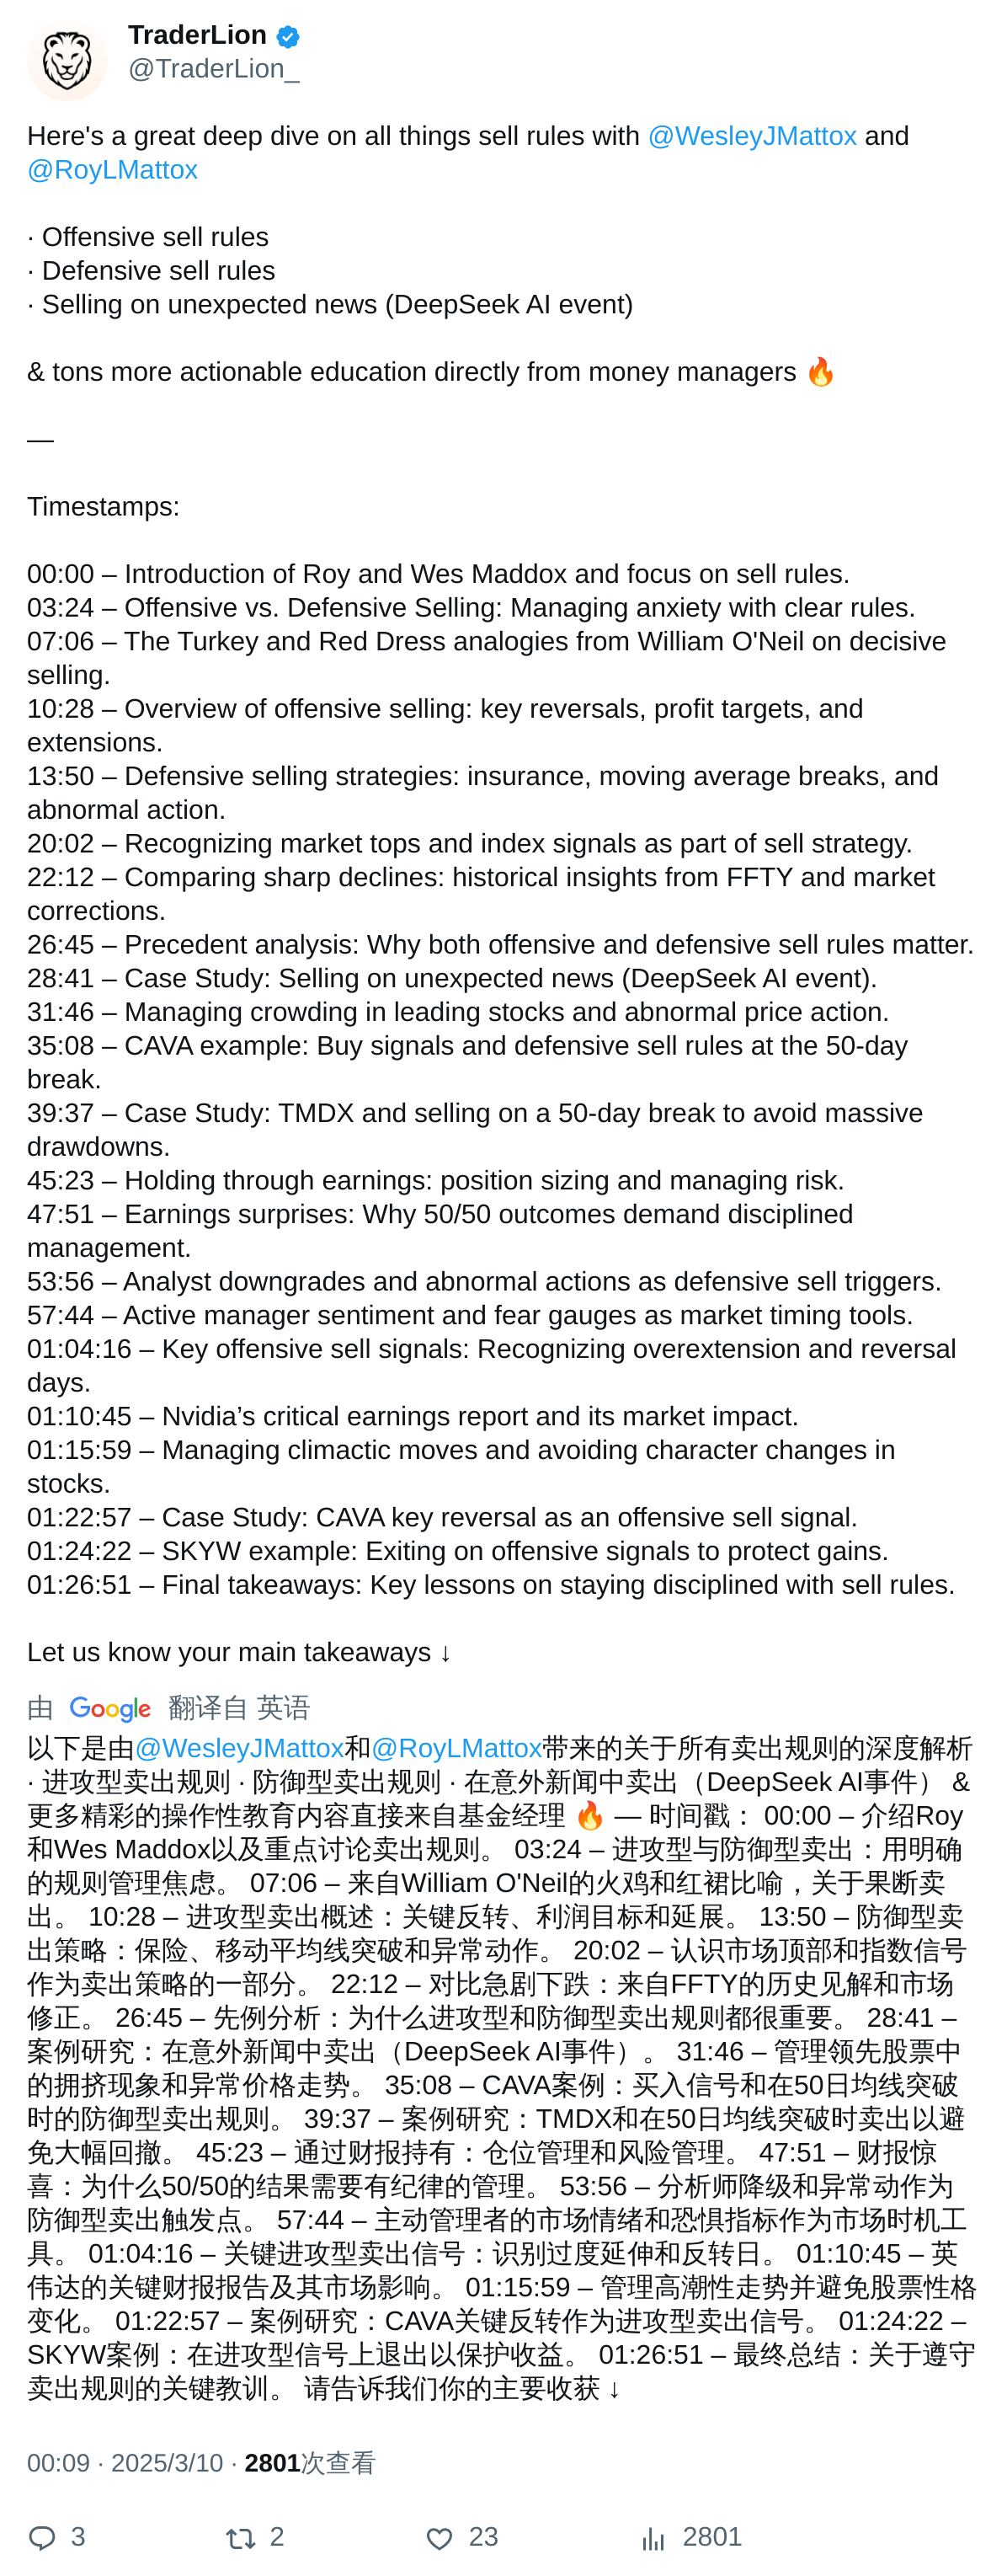 TraderLion
@TraderLion_
Here's a great deep dive on all things sell rules with @WesleyJMattox and
@RoyLMattox
· Offensive sell rules
· Defensive sell rules
· Selling on unexpected news (DeepSeek AI event)
& tons more actionable education directly from money managers 🔥
—
Timestamps:
00:00 – Introduction of Roy and Wes Maddox and focus on sell rules.
03:24 – Offensive vs. Defensive Selling: Managing anxiety with clear rules.
07:06 – The Turkey and Red Dress analogies from William O'Neil on decisive
selling.
10:28 – Overview of offensive selling: key reversals, profit targets, and
extensions.
13:50 – Defensive selling strategies: insurance, moving average breaks, and
abnormal action.
20:02 – Recognizing market tops and index signals as part of sell strategy.
22:12 – Comparing sharp declines: historical insights from FFTY and market
corrections.
26:45 – Precedent analysis: Why both offensive and defensive sell rules matter.
28:41 – Case Study: Selling on unexpected news (DeepSeek AI event).
31:46 – Managing crowding in leading stocks and abnormal price action.
35:08 – CAVA example: Buy signals and defensive sell rules at the 50-day
break.
39:37 – Case Study: TMDX and selling on a 50-day break to avoid massive
drawdowns.
45:23 – Holding through earnings: position sizing and managing risk.
47:51 – Earnings surprises: Why 50/50 outcomes demand disciplined
management.
53:56 – Analyst downgrades and abnormal actions as defensive sell triggers.
57:44 – Active manager sentiment and fear gauges as market timing tools.
01:04:16 – Key offensive sell signals: Recognizing overextension and reversal
days.
01:10:45 – Nvidia’s critical earnings report and its market impact.
01:15:59 – Managing climactic moves and avoiding character changes in
stocks.
01:22:57 – Case Study: CAVA key reversal as an offensive sell signal.
01:24:22 – SKYW example: Exiting on offensive signals to protect gains.
01:26:51 – Final takeaways: Key lessons on staying disciplined with sell rules.
Let us know your main takeaways ↓
由 Google 翻译自 英语
以下是由@WesleyJMattox和@RoyLMattox带来的关于所有卖出规则的深度解析
· 进攻型卖出规则 · 防御型卖出规则 · 在意外新闻中卖出（DeepSeek AI事件） &
更多精彩的操作性教育内容直接来自基金经理 🔥 — 时间戳： 00:00 – 介绍Roy
和Wes Maddox以及重点讨论卖出规则。 03:24 – 进攻型与防御型卖出：用明确
的规则管理焦虑。 07:06 – 来自William O'Neil的火鸡和红裙比喻，关于果断卖
出。 10:28 – 进攻型卖出概述：关键反转、利润目标和延展。 13:50 – 防御型卖
出策略：保险、移动平均线突破和异常动作。 20:02 – 认识市场顶部和指数信号
作为卖出策略的一部分。 22:12 – 对比急剧下跌：来自FFTY的历史见解和市场
修正。 26:45 – 先例分析：为什么进攻型和防御型卖出规则都很重要。 28:41 –
案例研究：在意外新闻中卖出（DeepSeek AI事件）。 31:46 – 管理领先股票中
的拥挤现象和异常价格走势。 35:08 – CAVA案例：买入信号和在50日均线突破
时的防御型卖出规则。 39:37 – 案例研究：TMDX和在50日均线突破时卖出以避
免大幅回撤。 45:23 – 通过财报持有：仓位管理和风险管理。 47:51 – 财报惊
喜：为什么50/50的结果需要有纪律的管理。 53:56 – 分析师降级和异常动作为
防御型卖出触发点。 57:44 – 主动管理者的市场情绪和恐惧指标作为市场时机工
具。 01:04:16 – 关键进攻型卖出信号：识别过度延伸和反转日。 01:10:45 – 英
伟达的关键财报报告及其市场影响。 01:15:59 – 管理高潮性走势并避免股票性格
变化。 01:22:57 – 案例研究：CAVA关键反转作为进攻型卖出信号。 01:24:22 –
SKYW案例：在进攻型信号上退出以保护收益。 01:26:51 – 最终总结：关于遵守
卖出规则的关键教训。 请告诉我们你的主要收获 ↓
00:09 · 2025/3/10 · 2801次查看
3 2 23 2801